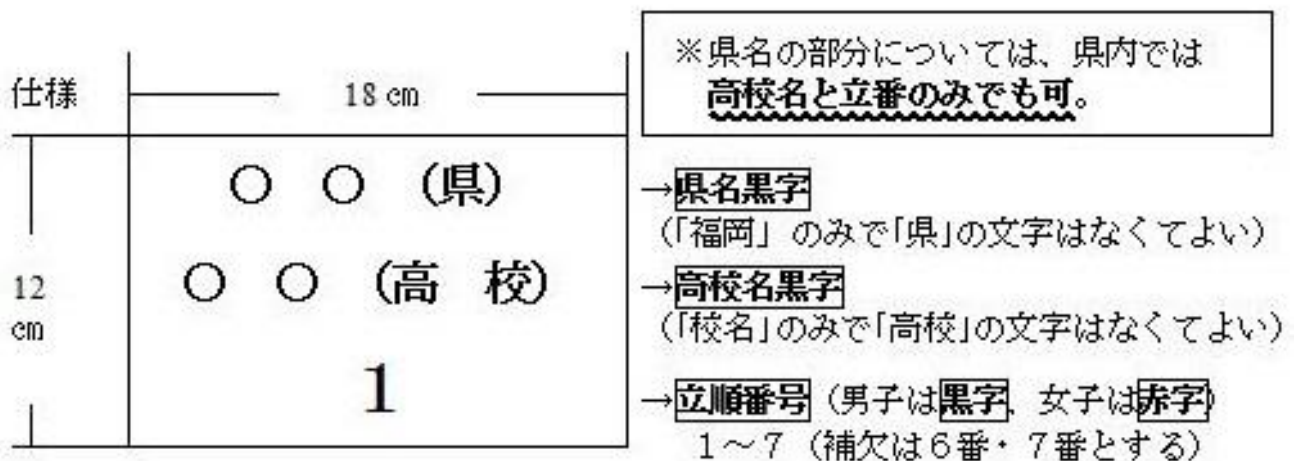 ※県名の部分については、県内では
高校名と立番のみでも可。
仕様
18 cm
○ ○ (県)
→県名黒字
(「福岡」のみで「県」の文字はなくてよい)
12
cm
○ ○ (高 校)
→高校名黒字
(「校名」のみで「高校」の文字はなくてよい)
1
→立順番号 (男子は黒字、女子は赤字)
1～7 (補欠は6番・7番とする)